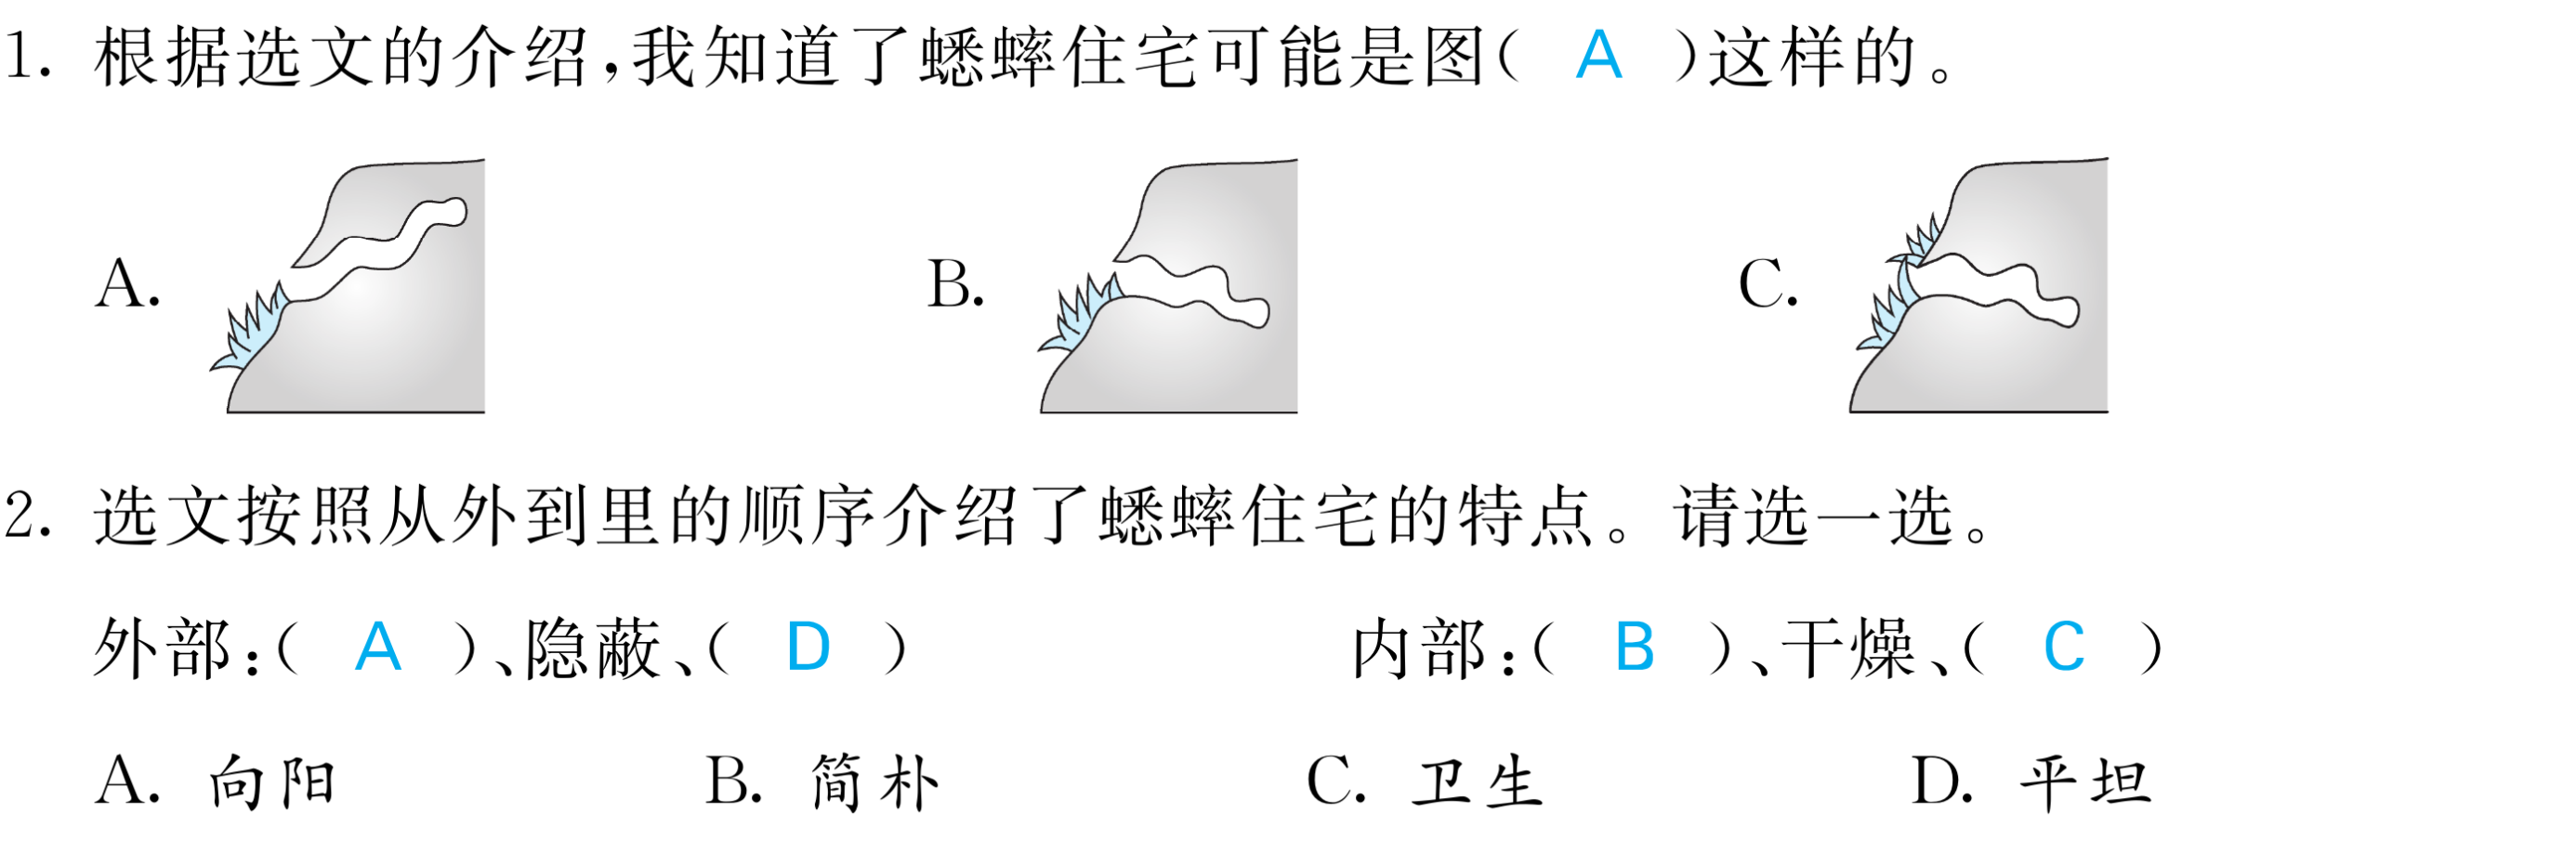 1. 根据选文的介绍,我知道了蟋蟀住宅可能是图( A )这样的。
A. B. C.
2. 选文按照从外到里的顺序介绍了蟋蟀住宅的特点。请选一选。
外部:( A )、隐蔽、( D ) 内部:( B )、干燥、( C )
A. 向阳 B. 简朴 C. 卫生 D. 平坦